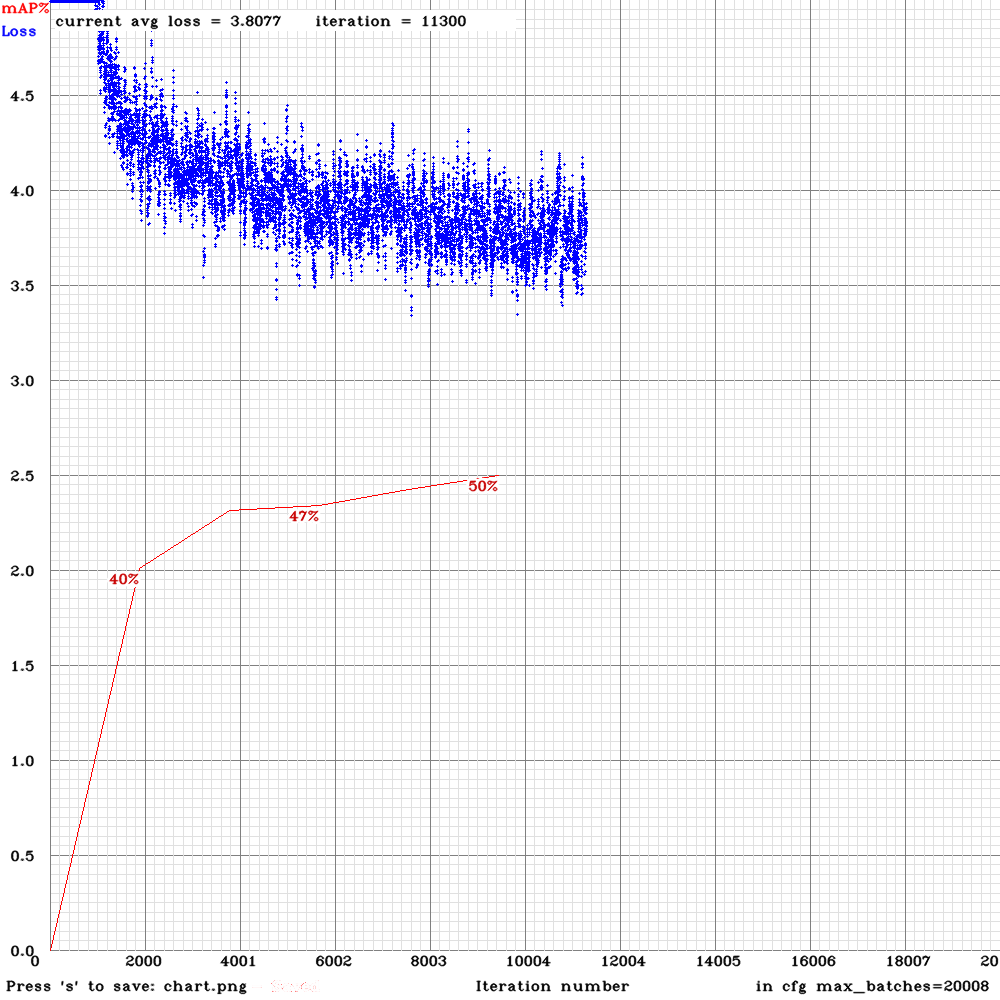 mAP%
current avg loss = 3.8077 iteration = 11300
Loss
4.5
4.0
3.5
3.0
2.5
50%
47%
2.0
40%
1.5
1.0
0.5
0.0
0 2000 4001 6002 8003 10004 12004 14005 16006 18007 20
Press 's' to save: chart.png Iteration number in cfg max_batches=20008